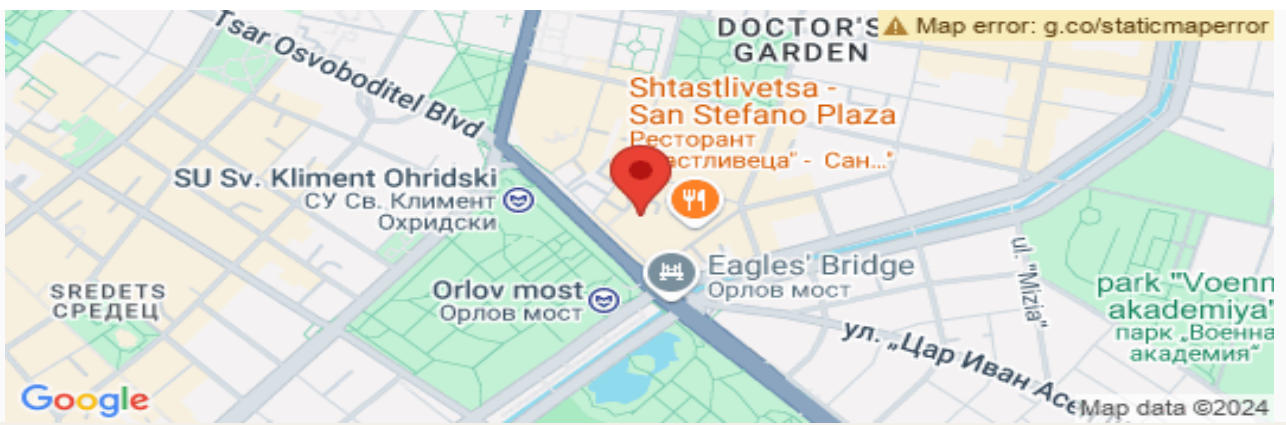 Tsar Osvoboditel Blvd
DOCTOR'S
GARDEN
Map error: g.co/staticmaperror
Shtastlivetsa -
San Stefano Plaza
Ресторант
астливеца" - Сан..."
SU Sv. Kliment Ohridski
СУ Св. Климент
Охридски
Eagles' Bridge
Орлов мост
Orlov most
Орлов мост
SREDETS
СРЕДЕЦ
ul. "Mizia"
park "Voenn
akademiya"
парк „Военна
академия“
ул. „Цар Иван Асе
Google
Map data ©2024